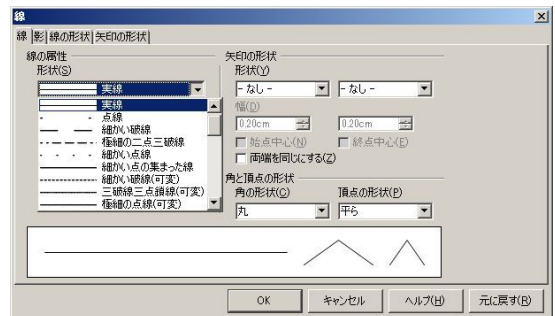 線
線 影 線の形状 矢印の形状
線の属性
形状(S)
実線
実線
点線
細かい破線
極細の二点三破線
細かい点線
細かい点の集まった線
細かい破線(可変)
三破線三点鎖線(可変)
極細の点線(可変)
矢印の形状
形状(Y)
- なし - - なし -
幅(D)
0.20cm 0.20cm
始点中心(N) 終点中心(E)
両端を同じにする(Z)
角と頂点の形状
角の形状(C) 頂点の形状(P)
丸 平ら
OK キャンセル ヘルプ(H) 元に戻す(R)